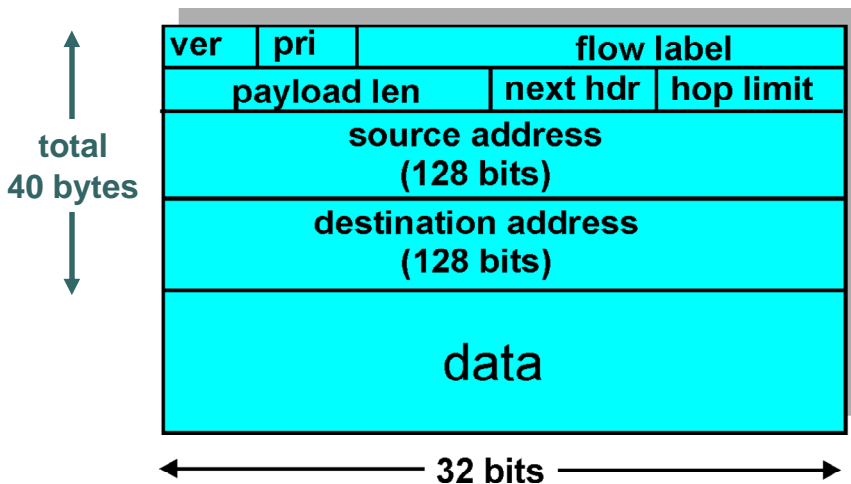 ver pri flow label
payload len next hdr hop limit
source address
(128 bits)
total
40 bytes
destination address
(128 bits)
data
32 bits